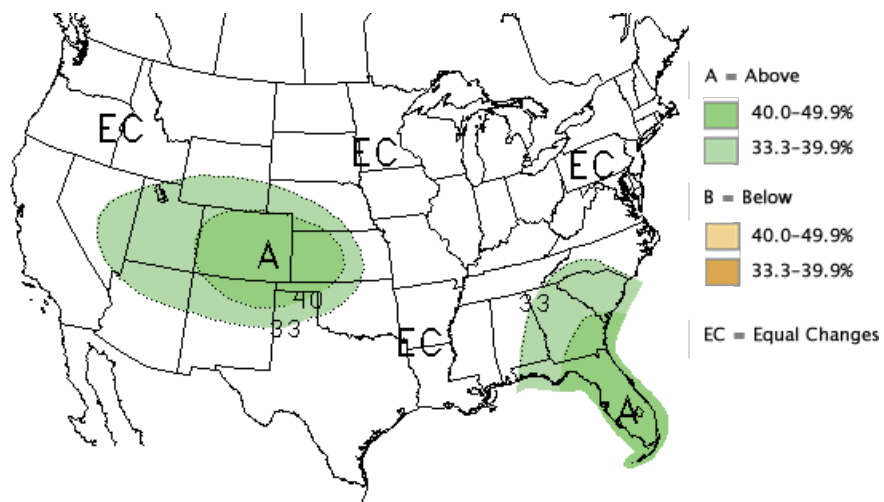 EC
EC
EC
A
40
33
EC
33
A
A = Above
40.0-49.9%
33.3-39.9%
B = Below
40.0-49.9%
33.3-39.9%
EC = Equal Changes